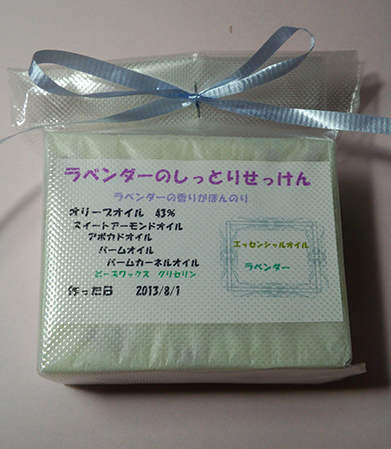 ラベンダーのしっとりせっけん
ラベンダーの香りがほんのり
オリーブオイル 43%
スイートアーモンドオイル
アボカドオイル
パームオイル
パームカーネルオイル
ビーズワックス グリセリン
作った日 2013/8/1
エッセンシャルオイル
ラベンダー